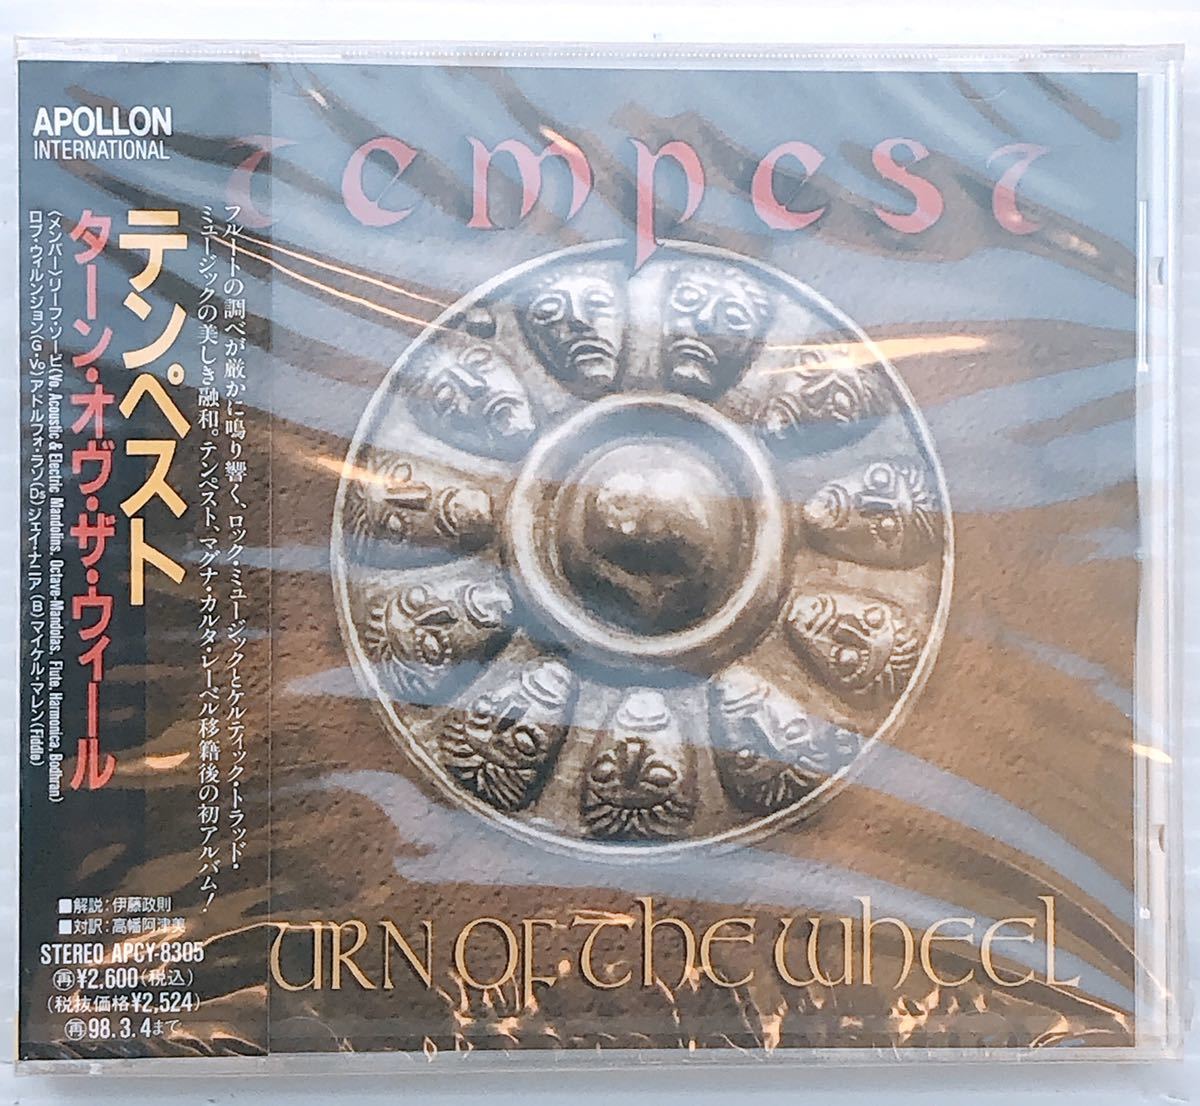 APOLLON
INTERNATIONAL
テンペスト
ターン・オヴ・ザ・ウィール
〈メンバー〉リーフ・ソービ(Vo, Acoustic & Electric Mandolins, Octave-Mandolas, Flute, Harmonica, Bodhran)
ロブ・ウィルンション(G・Vo)アドルフォ・ラソ(Ds)ジェイ・ナニア(B)マイケル・マレン(Fiddle)
フルートの調べが厳かに鳴り響く、ロック・ミュージックとケルティック・トラッド・
ミュージックの美しき融和。テンペスト、マグナ・カルタ・レーベル移籍後の初アルバム!
■解説:伊藤政則
■対訳:高幡阿津美
STEREO APCY-8305
再¥2,600(税込)
(税抜価格¥2,524)
再98.3.4まで
tempest
TURN OF THE WHEEL